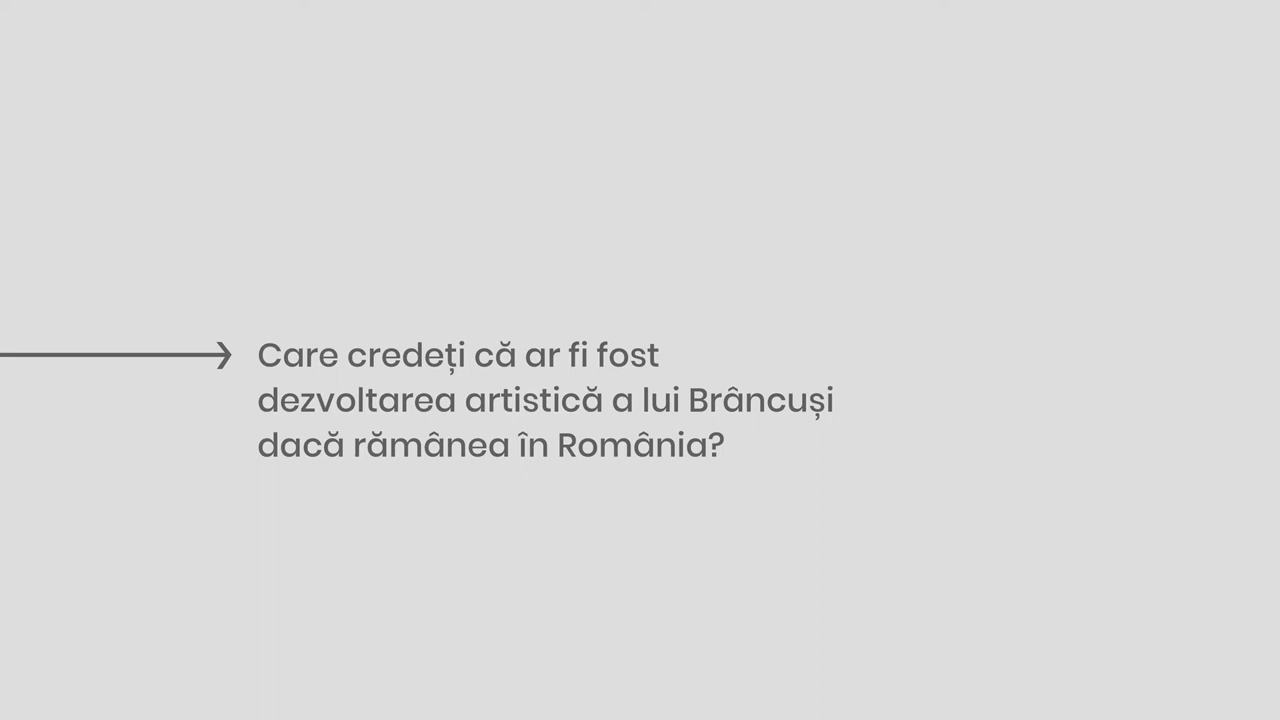 Care credeți că ar fi fost
dezvoltarea artistică a lui Brâncuși
dacă rămânea în România?